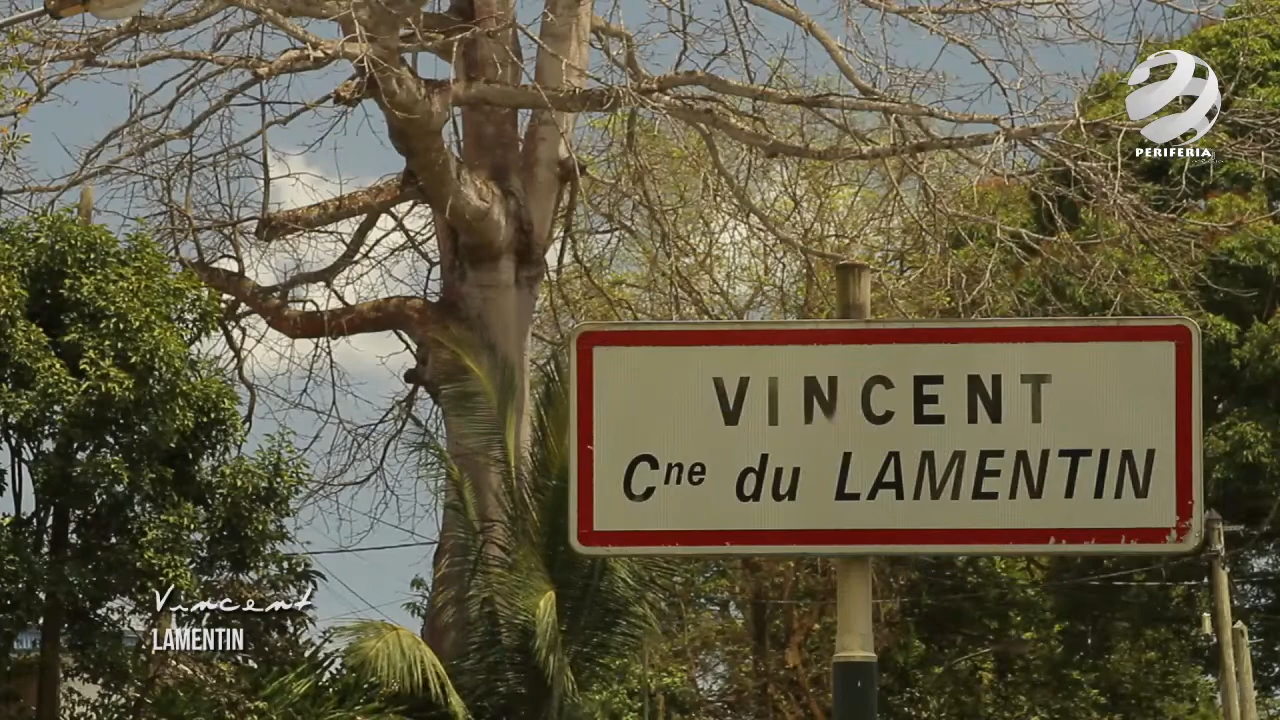 PERIFERIA
VINCENT
Cne du LAMENTIN
Vincent
LAMENTIN